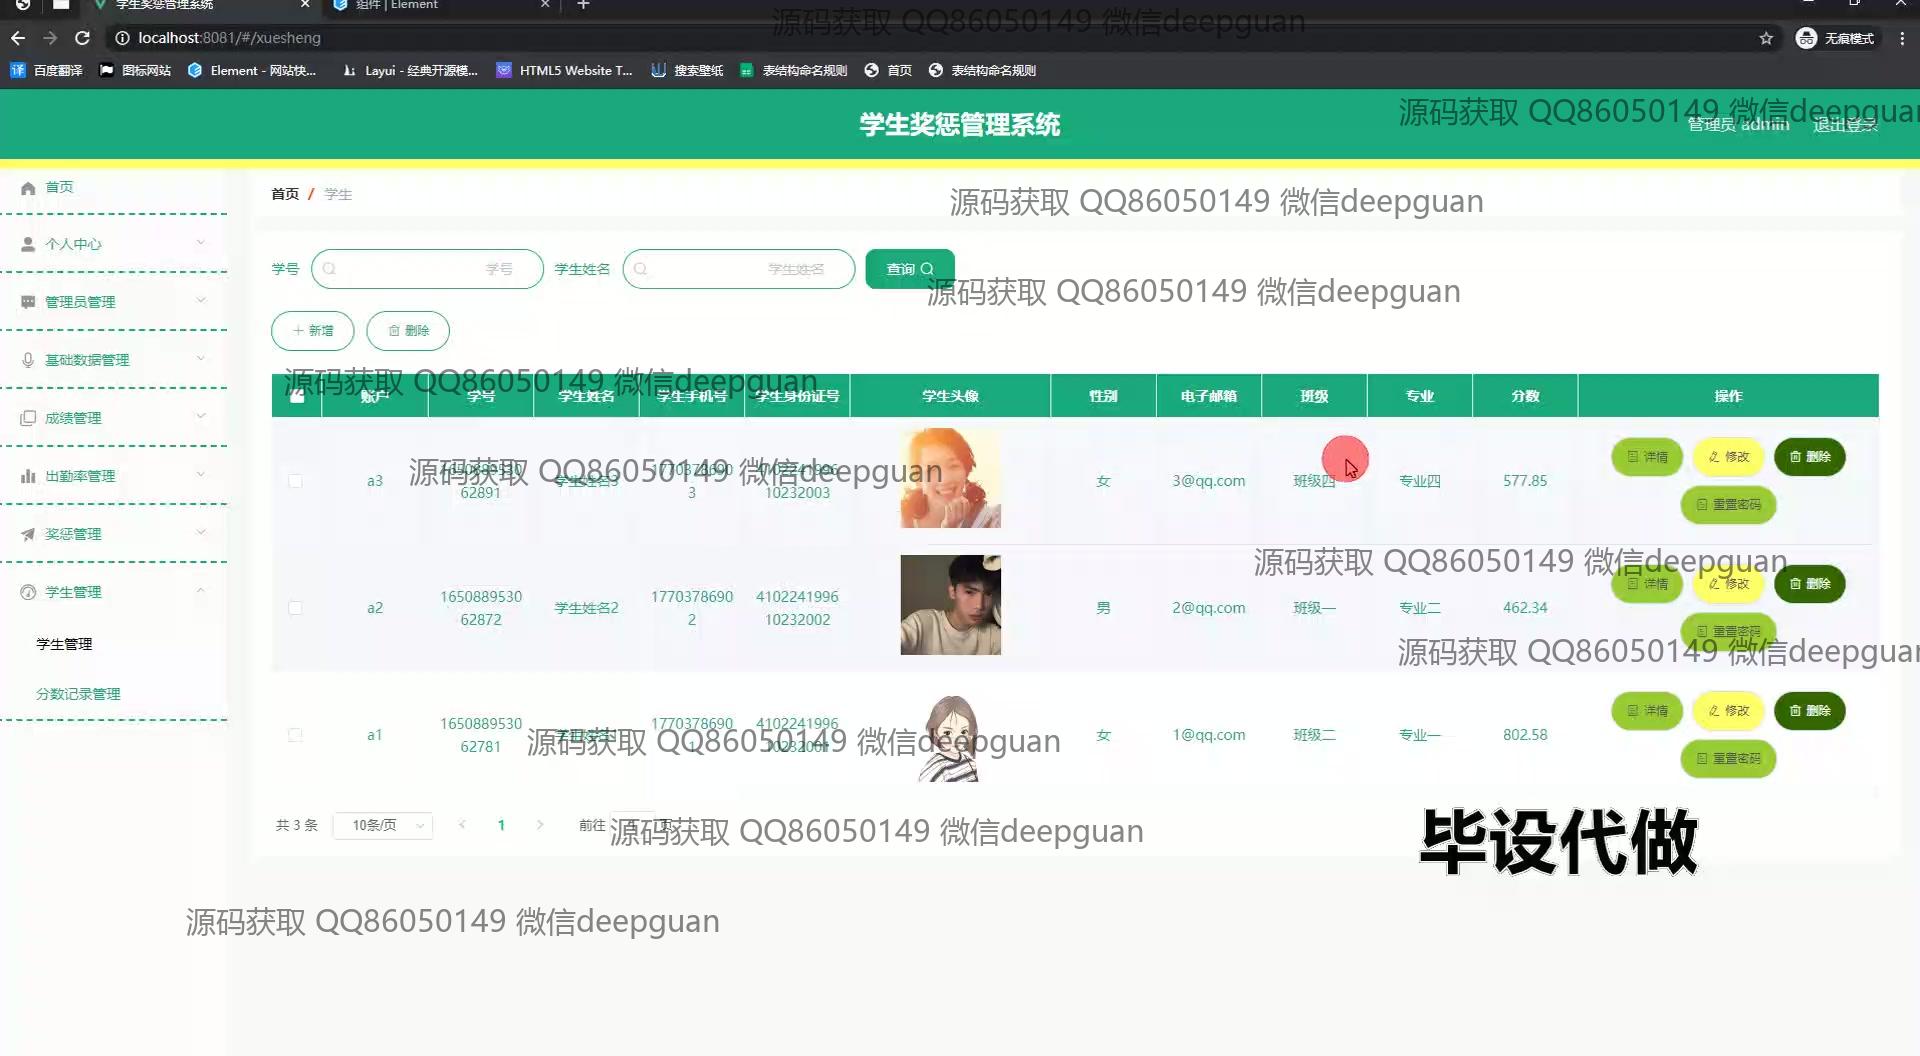 学生奖惩管理系统
组件 | Element
源码获取 QQ86050149 微信deepguan
localhost:8081/#/xuesheng
无痕模式
百度翻译 图标网站 Element - 网站快... Layui - 经典开源模... HTML5 Website T... 搜索壁纸 表结构命名规则 首页 表结构命名规则
源码获取 QQ86050149 微信deepguan
学生奖惩管理系统
管理员 admin 退出登录
首页
首页 / 学生
源码获取 QQ86050149 微信deepguan
个人中心
学号 学号 学生姓名 学生姓名 查询
源码获取 QQ86050149 微信deepguan
管理员管理
新增 删除
基础数据管理
源码获取 QQ86050149 微信deepguan
账户 学号 学生姓名 学生手机号 学生身份证号 学生头像 性别 电子邮箱 班级 专业 分数 操作
成绩管理
源码获取 QQ86050149 微信deepguan
a3 1650889530 62891 学生姓名3 1770378690 3 4102241996 10232003 女 3@qq.com 班级四 专业四 577.85 详情 修改 删除
重置密码
出勤率管理
奖惩管理
源码获取 QQ86050149 微信deepguan
学生管理
a2 1650889530 62872 学生姓名2 1770378690 2 4102241996 10232002 男 2@qq.com 班级一 专业二 462.34 详情 修改 删除
重置密码
学生管理
源码获取 QQ86050149 微信deepguan
分数记录管理
a1 1650889530 62781 学生姓名1 1770378690 1 4102241996 10232001 女 1@qq.com 班级二 专业一 802.58 详情 修改 删除
重置密码
源码获取 QQ86050149 微信deepguan
共 3 条 10条/页 1 前往 1 页
源码获取 QQ86050149 微信deepguan
毕设代做
源码获取 QQ86050149 微信deepguan